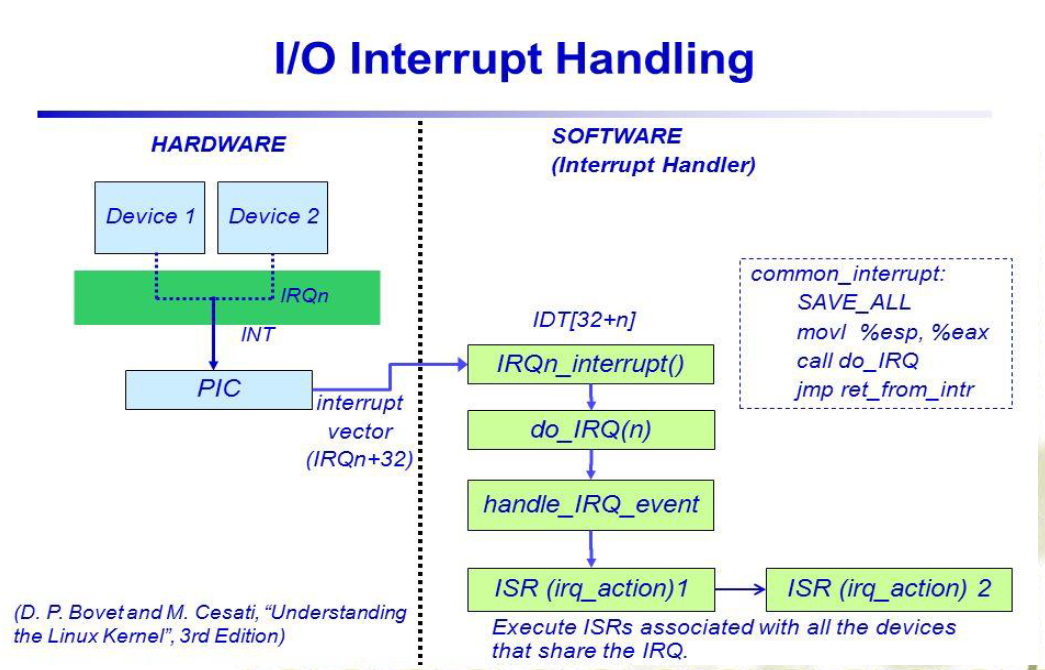 I/O Interrupt Handling
HARDWARE
SOFTWARE
(Interrupt Handler)
Device 1
Device 2
IRQn
INT
PIC
interrupt
vector
(IRQn+32)
IDT[32+n]
IRQn_interrupt()
do_IRQ(n)
handle_IRQ_event
ISR (irq_action)1
ISR (irq_action) 2
Execute ISRs associated with all the devices
that share the IRQ.
common_interrupt:
SAVE_ALL
movl %esp, %eax
call do_IRQ
jmp ret_from_intr
(D. P. Bovet and M. Cesati, “Understanding
the Linux Kernel”, 3rd Edition)